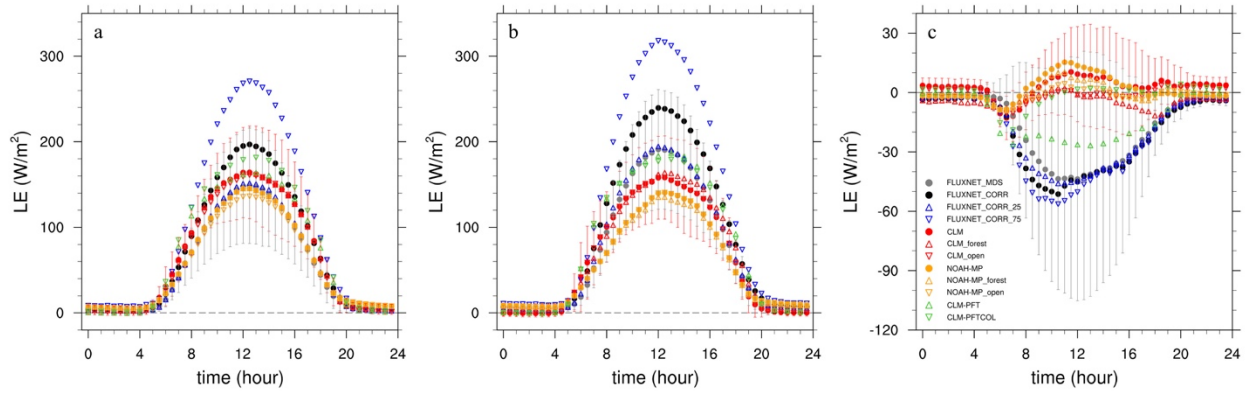 a
LE (W/m²)
300
200
100
0
0 4 8 12 16 20 24
time (hour)
b
LE (W/m²)
300
200
100
0
0 4 8 12 16 20 24
time (hour)
c
LE (W/m²)
30
0
-30
-60
-90
-120
FLUXNET_MDS
FLUXNET_CORR
FLUXNET_CORR_25
FLUXNET_CORR_75
CLM
CLM_forest
CLM_open
NOAH-MP
NOAH-MP_forest
NOAH-MP_open
CLM-PFT
CLM-PFTCOL
0 4 8 12 16 20 24
time (hour)